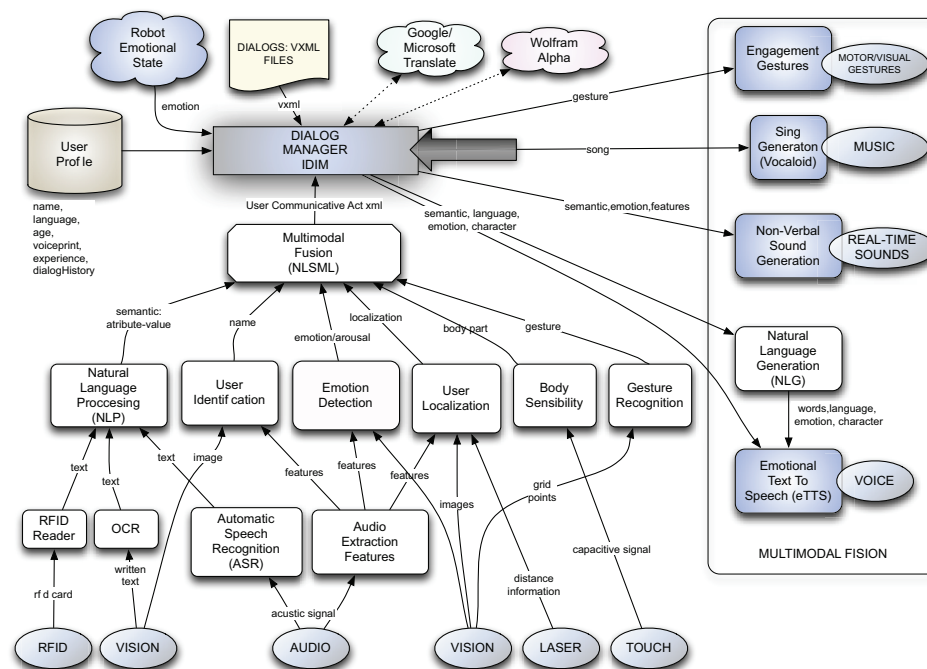 Robot
Emotional
State
DIALOGS: VXML
FILES
Google/
Microsoft
Translate
Wolfram
Alpha
Engagement
Gestures
MOTOR/VISUAL
GESTURES
emotion
vxml
gesture
User
Prof le
DIALOG
MANAGER
IDIM
song
Sing
Generaton
(Vocaloid)
MUSIC
name,
language,
age,
voiceprint,
experience,
dialogHistory
User Communicative Act xml
semantic, language,
emotion, character
semantic,emotion,features
Non-Verbal
Sound
Generation
REAL-TIME
SOUNDS
Multimodal
Fusion
(NLSML)
semantic:
atribute-value
name
emotion/arousal
localization
body part
gesture
Natural
Language
Generation
(NLG)
Natural
Language
Proccesing
(NLP)
User
Identif cation
Emotion
Detection
User
Localization
Body
Sensibility
Gesture
Recognition
words,language,
emotion, character
text
text
text
image
features
features
features
images
grid
points
Emotional
Text To
Speech (eTTS)
VOICE
RFID
Reader
OCR
Automatic
Speech
Recognition
(ASR)
Audio
Extraction
Features
capacitive signal
MULTIMODAL FISION
rf d card
written
text
acustic signal
distance
information
RFID
VISION
AUDIO
VISION
LASER
TOUCH